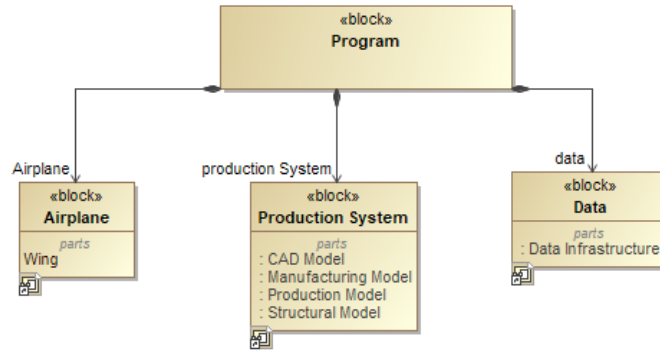 «block»
Program
Airplane
production System
data
«block»
Airplane
parts
Wing
«block»
Production System
parts
: CAD Model
: Manufacturing Model
: Production Model
: Structural Model
«block»
Data
parts
: Data Infrastructure